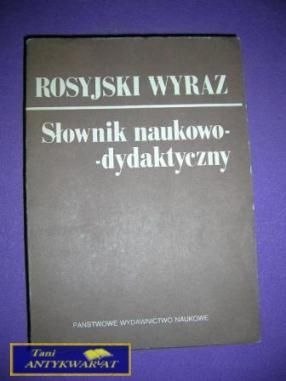 ROSYJSKI WYRAZ
Słownik naukowo-
-dydaktyczny
PAŃSTWOWE WYDAWNICTWO NAUKOWE
Tani
ANTYKWARIAT